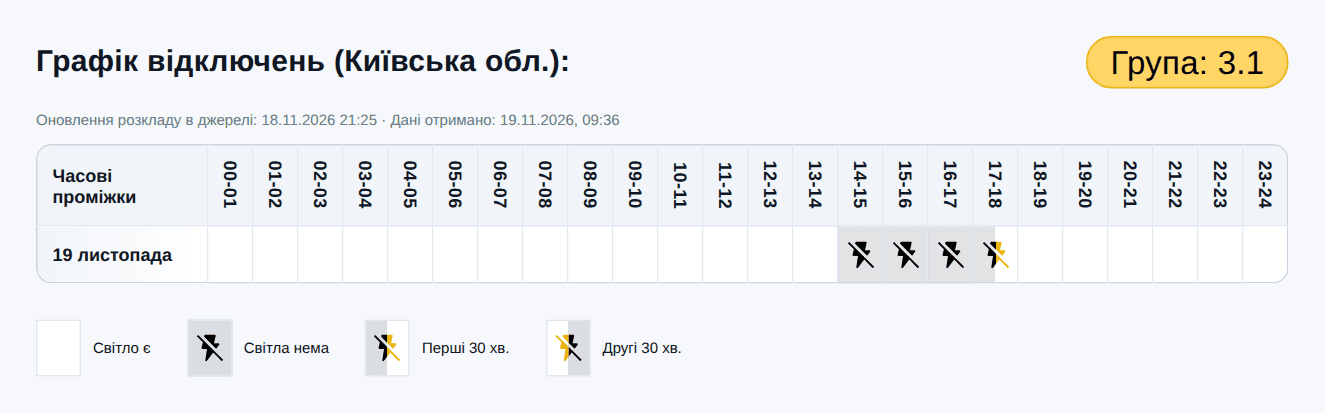 Графік відключень (Київська обл.):
Група: 3.1
Оновлення розкладу в джерелі: 18.11.2026 21:25 · Дані отримано: 19.11.2026, 09:36
Часові
проміжки
00-01
01-02
02-03
03-04
04-05
05-06
06-07
07-08
08-09
09-10
10-11
11-12
12-13
13-14
14-15
15-16
16-17
17-18
18-19
19-20
20-21
21-22
22-23
23-24
19 листопада
Світло є
Світла нема
Перші 30 хв.
Другі 30 хв.